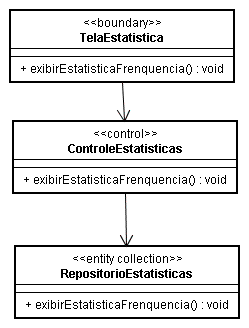 <<boundary>>
TelaEstatistica
+ exibirEstatisticaFrenquencia() : void
<<control>>
ControleEstatisticas
+ exibirEstatisticaFrenquencia() : void
<<entity collection>>
RepositorioEstatisticas
+ exibirEstatisticaFrenquencia() : void